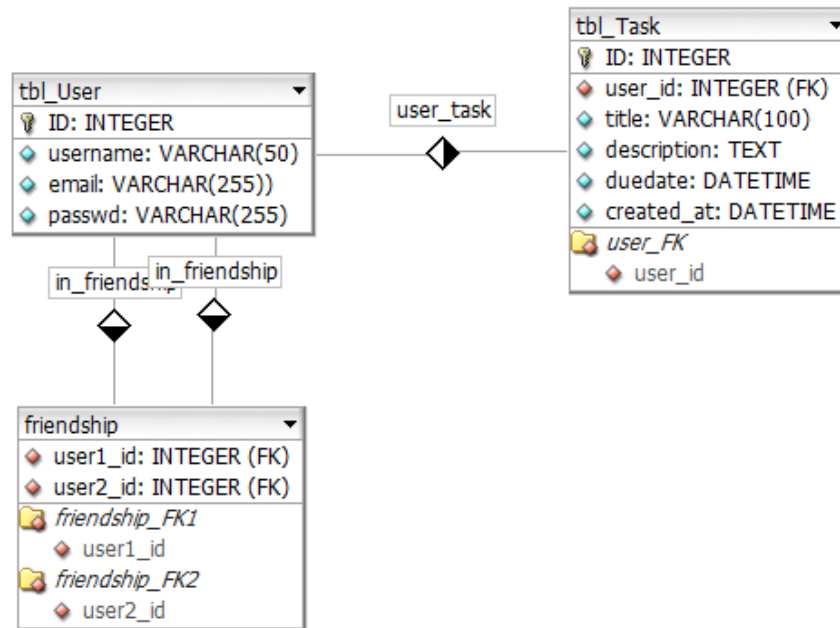 tbl_User
ID: INTEGER
username: VARCHAR(50)
email: VARCHAR(255))
passwd: VARCHAR(255)
user_task
tbl_Task
ID: INTEGER
user_id: INTEGER (FK)
title: VARCHAR(100)
description: TEXT
duedate: DATETIME
created_at: DATETIME
user_FK
user_id
in_friendship
in_friendship
friendship
user1_id: INTEGER (FK)
user2_id: INTEGER (FK)
friendship_FK1
user1_id
friendship_FK2
user2_id